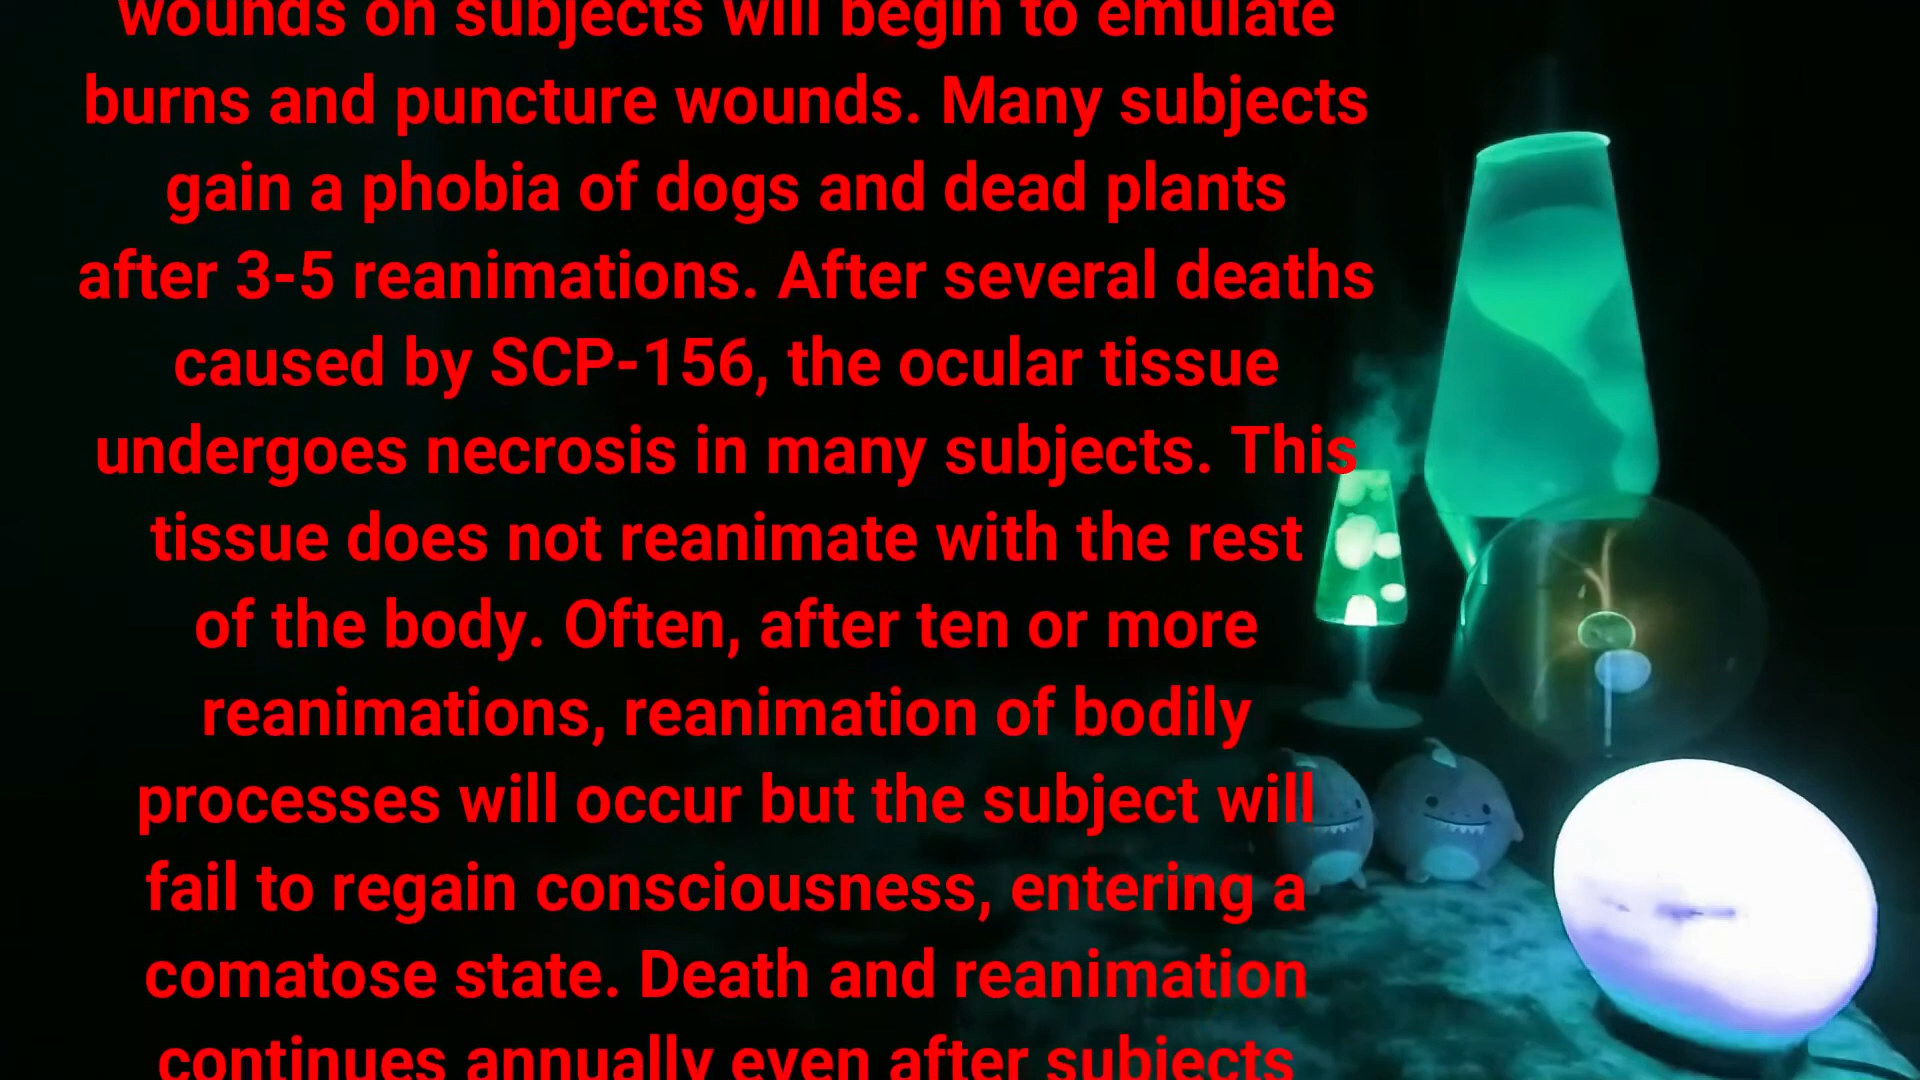 wounds on subjects will begin to emulate
burns and puncture wounds. Many subjects
gain a phobia of dogs and dead plants
after 3-5 reanimations. After several deaths
caused by SCP-156, the ocular tissue
undergoes necrosis in many subjects. This
tissue does not reanimate with the rest
of the body. Often, after ten or more
reanimations, reanimation of bodily
processes will occur but the subject will
fail to regain consciousness, entering a
comatose state. Death and reanimation
continues annually even after subjects